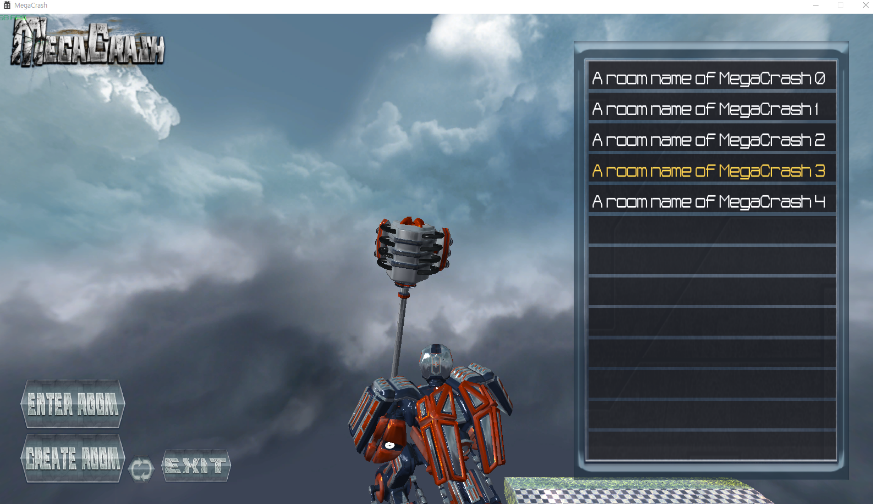 MegaCrash
MEGACRASH
A room name of MegaCrash 0
A room name of MegaCrash 1
A room name of MegaCrash 2
A room name of MegaCrash 3
A room name of MegaCrash 4
ENTER ROOM
CREATE ROOM
EXIT